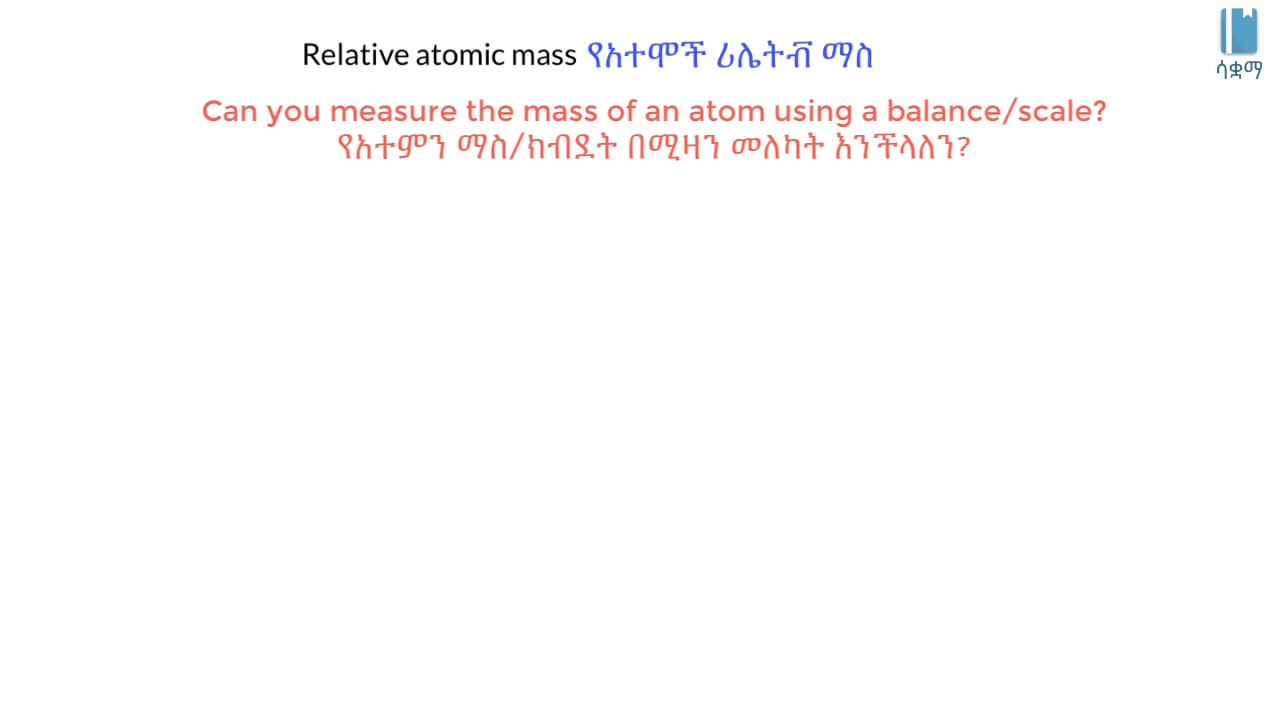 Relative atomic mass የአተሞች ሪሌትቭ ማስ
ሳቋማ
Can you measure the mass of an atom using a balance/scale?
የአተምን ማስ/ክብደት በሚዛን መለካት እንችላለን?